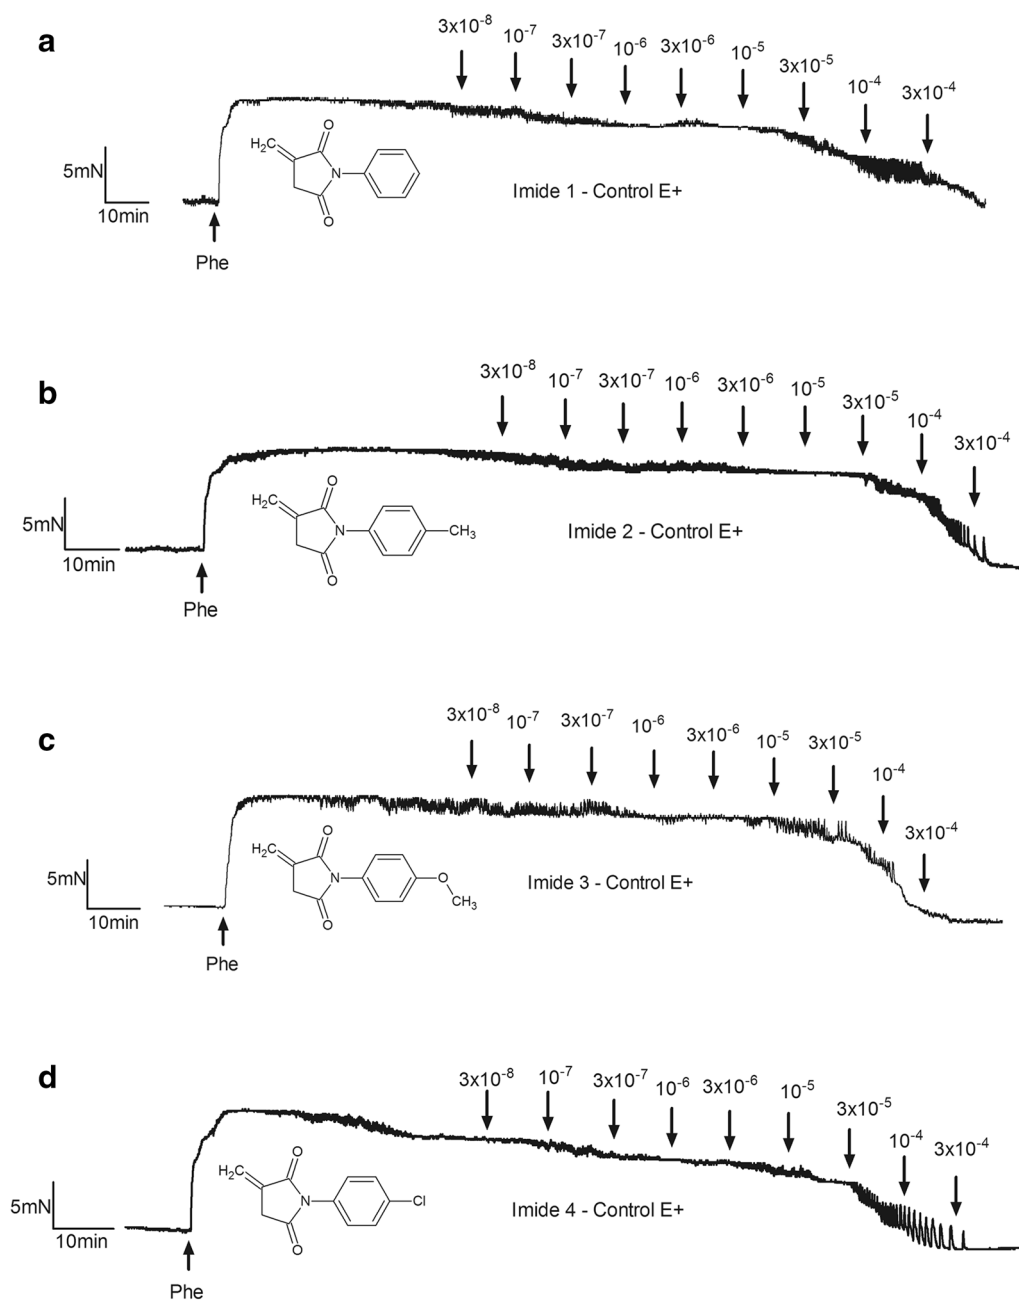 a
3x10-8 10-7 3x10-7 10-6 3x10-6 10-5 3x10-5 10-4 3x10-4
5mN
10min
Phe
H2C O N O
Imide 1 - Control E+
b
3x10-8 10-7 3x10-7 10-6 3x10-6 10-5 3x10-5 10-4 3x10-4
5mN
10min
Phe
H2C O N O CH3
Imide 2 - Control E+
c
3x10-8 10-7 3x10-7 10-6 3x10-6 10-5 3x10-5 10-4 3x10-4
5mN
10min
Phe
H2C O N O O CH3
Imide 3 - Control E+
d
3x10-8 10-7 3x10-7 10-6 3x10-6 10-5 3x10-5 10-4 3x10-4
5mN
10min
Phe
H2C O N O Cl
Imide 4 - Control E+